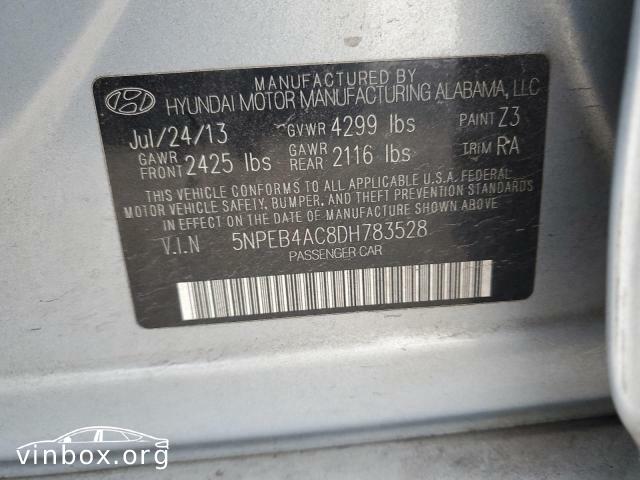 MANUFACTURED BY
HYUNDAI MOTOR MANUFACTURING ALABAMA, LLC
Jul/24/13 GVWR 4299 lbs PAINT Z3
GAWR FRONT 2425 lbs GAWR REAR 2116 lbs TRIM RA
THIS VEHICLE CONFORMS TO ALL APPLICABLE U.S.A. FEDERAL
MOTOR VEHICLE SAFETY, BUMPER, AND THEFT PREVENTION STANDARDS
IN EFFECT ON THE DATE OF MANUFACTURE SHOWN ABOVE.
V.I.N 5NPEB4AC8DH783528
PASSENGER CAR
vinbox.org